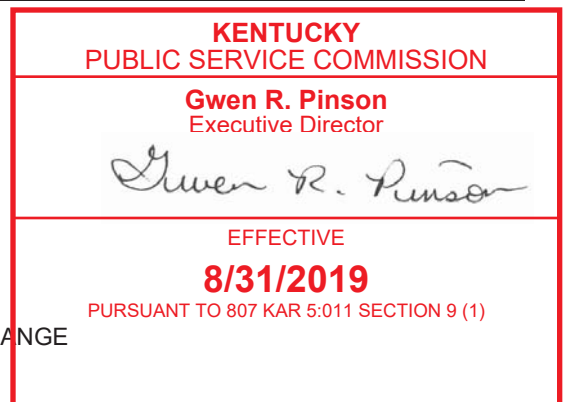 KENTUCKY
PUBLIC SERVICE COMMISSION
Gwen R. Pinson
Executive Director
Gwen R. Pinson
EFFECTIVE
8/31/2019
PURSUANT TO 807 KAR 5:011 SECTION 9 (1)
ANGE